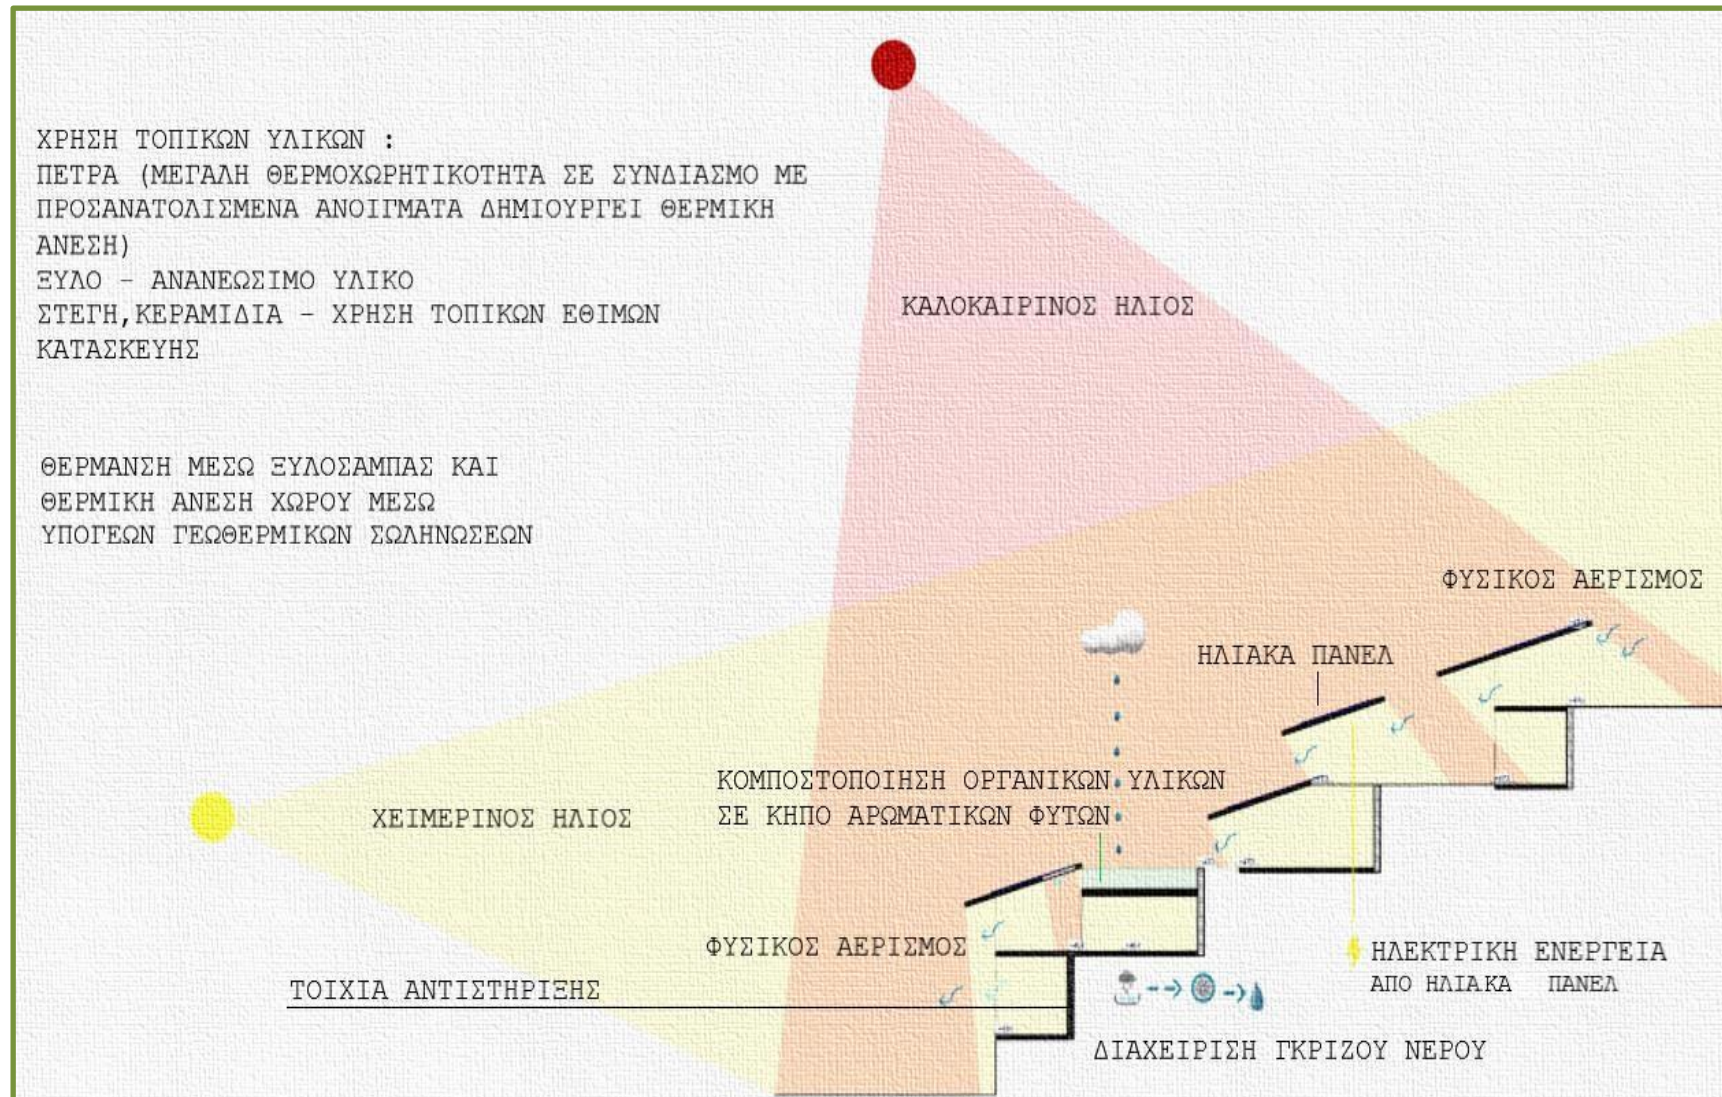 ΧΡΗΣΗ ΤΟΠΙΚΩΝ ΥΛΙΚΩΝ :
ΠΕΤΡΑ (ΜΕΓΑΛΗ ΘΕΡΜΟΧΩΡΗΤΙΚΟΤΗΤΑ ΣΕ ΣΥΝΔΙΑΣΜΟ ΜΕ
ΠΡΟΣΑΝΑΤΟΛΙΣΜΕΝΑ ΑΝΟΙΓΜΑΤΑ ΔΗΜΙΟΥΡΓΕΙ ΘΕΡΜΙΚΗ
ΑΝΕΣΗ)
ΞΥΛΟ - ΑΝΑΝΕΩΣΙΜΟ ΥΛΙΚΟ
ΣΤΕΓΗ,ΚΕΡΑΜΙΔΙΑ - ΧΡΗΣΗ ΤΟΠΙΚΩΝ ΕΘΙΜΩΝ
ΚΑΤΑΣΚΕΥΗΣ
ΚΑΛΟΚΑΙΡΙΝΟΣ ΗΛΙΟΣ
ΘΕΡΜΑΝΣΗ ΜΕΣΩ ΞΥΛΟΣΑΜΠΑΣ ΚΑΙ
ΘΕΡΜΙΚΗ ΑΝΕΣΗ ΧΩΡΟΥ ΜΕΣΩ
ΥΠΟΓΕΩΝ ΓΕΩΘΕΡΜΙΚΩΝ ΣΩΛΗΝΩΣΕΩΝ
ΦΥΣΙΚΟΣ ΑΕΡΙΣΜΟΣ
ΗΛΙΑΚΑ ΠΑΝΕΛ
ΚΟΜΠΟΣΤΟΠΟΙΗΣΗ ΟΡΓΑΝΙΚΩΝ ΥΛΙΚΩΝ
ΣΕ ΚΗΠΟ ΑΡΩΜΑΤΙΚΩΝ ΦΥΤΩΝ
ΧΕΙΜΕΡΙΝΟΣ ΗΛΙΟΣ
ΦΥΣΙΚΟΣ ΑΕΡΙΣΜΟΣ
ΗΛΕΚΤΡΙΚΗ ΕΝΕΡΓΕΙΑ
ΑΠΟ ΗΛΙΑΚΑ ΠΑΝΕΛ
ΤΟΙΧΙΑ ΑΝΤΙΣΤΗΡΙΞΗΣ
ΔΙΑΧΕΙΡΙΣΗ ΓΚΡΙΖΟΥ ΝΕΡΟΥ